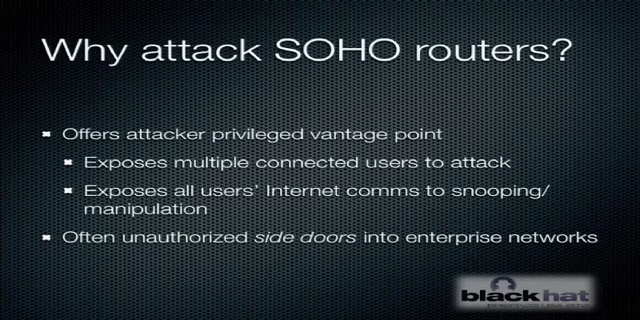 Why attack SOHO routers?
Offers attacker privileged vantage point
Exposes multiple connected users to attack
Exposes all users' Internet comms to snooping/
manipulation
Often unauthorized side doors into enterprise networks
black hat